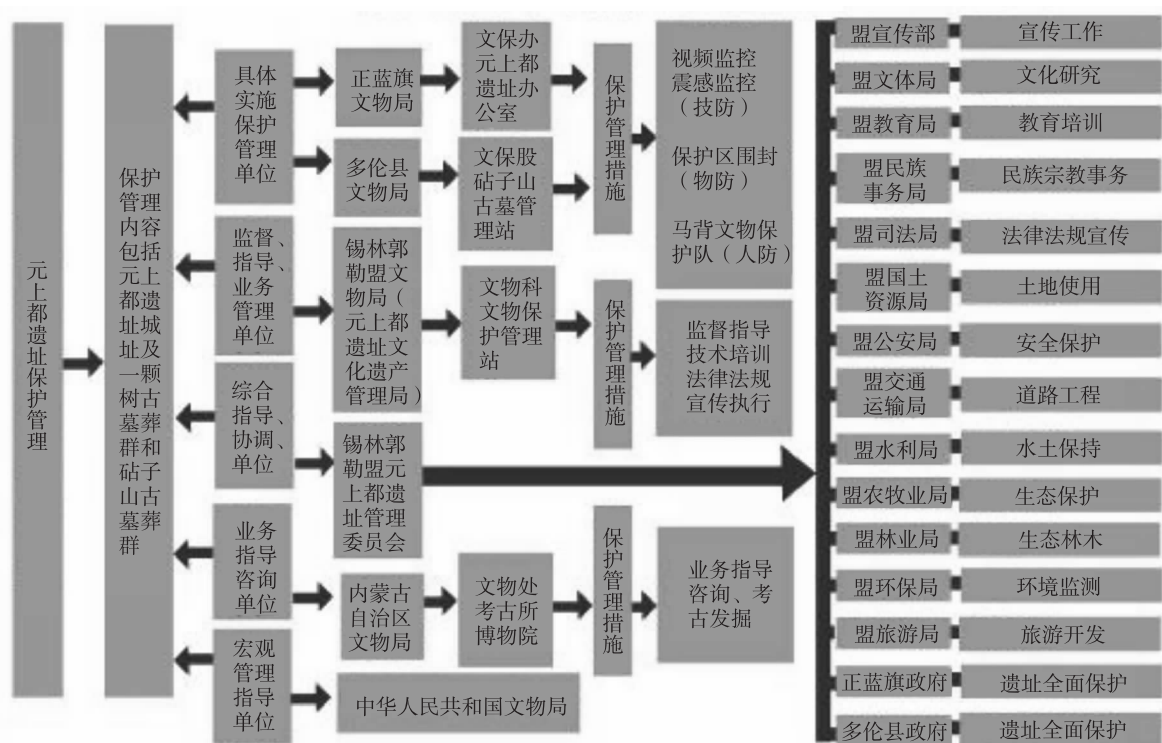 元上都遗址保护管理
保护
管理
内容
包括
元上
都遗
址城
址及
一颗
树古
墓葬
群和
砧子
山古
墓葬
群
具体
实施
保护
管理
单位
监督、
指导、
业务
管理
单位
综合
指导、
协调、
单位
业务
指导
咨询
单位
宏观
管理
指导
单位
正蓝旗
文物局
多伦县
文物局
锡林郭
勒盟文
物局（
元上都
遗址文
化遗产
管理局）
锡林郭
勒盟元
上都遗
址管理
委员会
内蒙古
自治区
文物局
中华人民共和国文物局
文保办
元上都
遗址办
公室
文保股
砧子山
古墓管
理站
文物科
文物保
护管理
站
文物处
考古所
博物院
保护管理措施
保护管理措施
保护管理措施
视频监控
震感监控
（技防）
保护区围封
（物防）
马背文物保
护队（人防）
监督指导
技术培训
法律法规
宣传执行
业务指导
咨询、考
古发掘
盟宣传部 宣传工作
盟文体局 文化研究
盟教育局 教育培训
盟民族
事务局 民族宗教事务
盟司法局 法律法规宣传
盟国土
资源局 土地使用
盟公安局 安全保护
盟交通
运输局 道路工程
盟水利局 水土保持
盟农牧业局 生态保护
盟林业局 生态林木
盟环保局 环境监测
盟旅游局 旅游开发
正蓝旗政府 遗址全面保护
多伦县政府 遗址全面保护